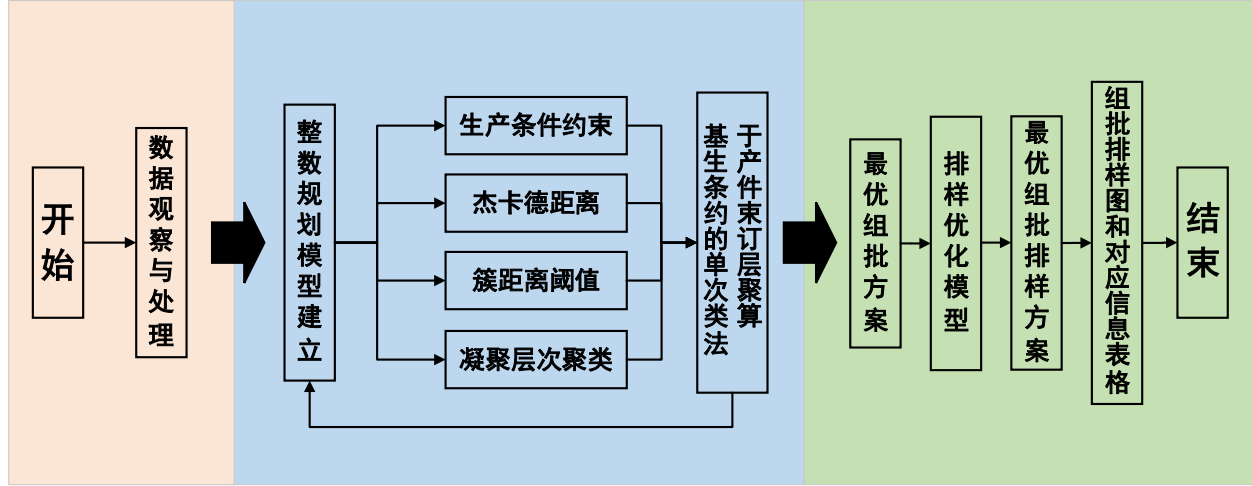 开始
数据观察与处理
整数规划模型建立
生产条件约束
杰卡德距离
簇距离阈值
凝聚层次聚类
基于生产条件约束的订单层次聚类算法
最优组批方案
排样优化模型
最优组批排样方案
组批排样图和对应信息表格
结束